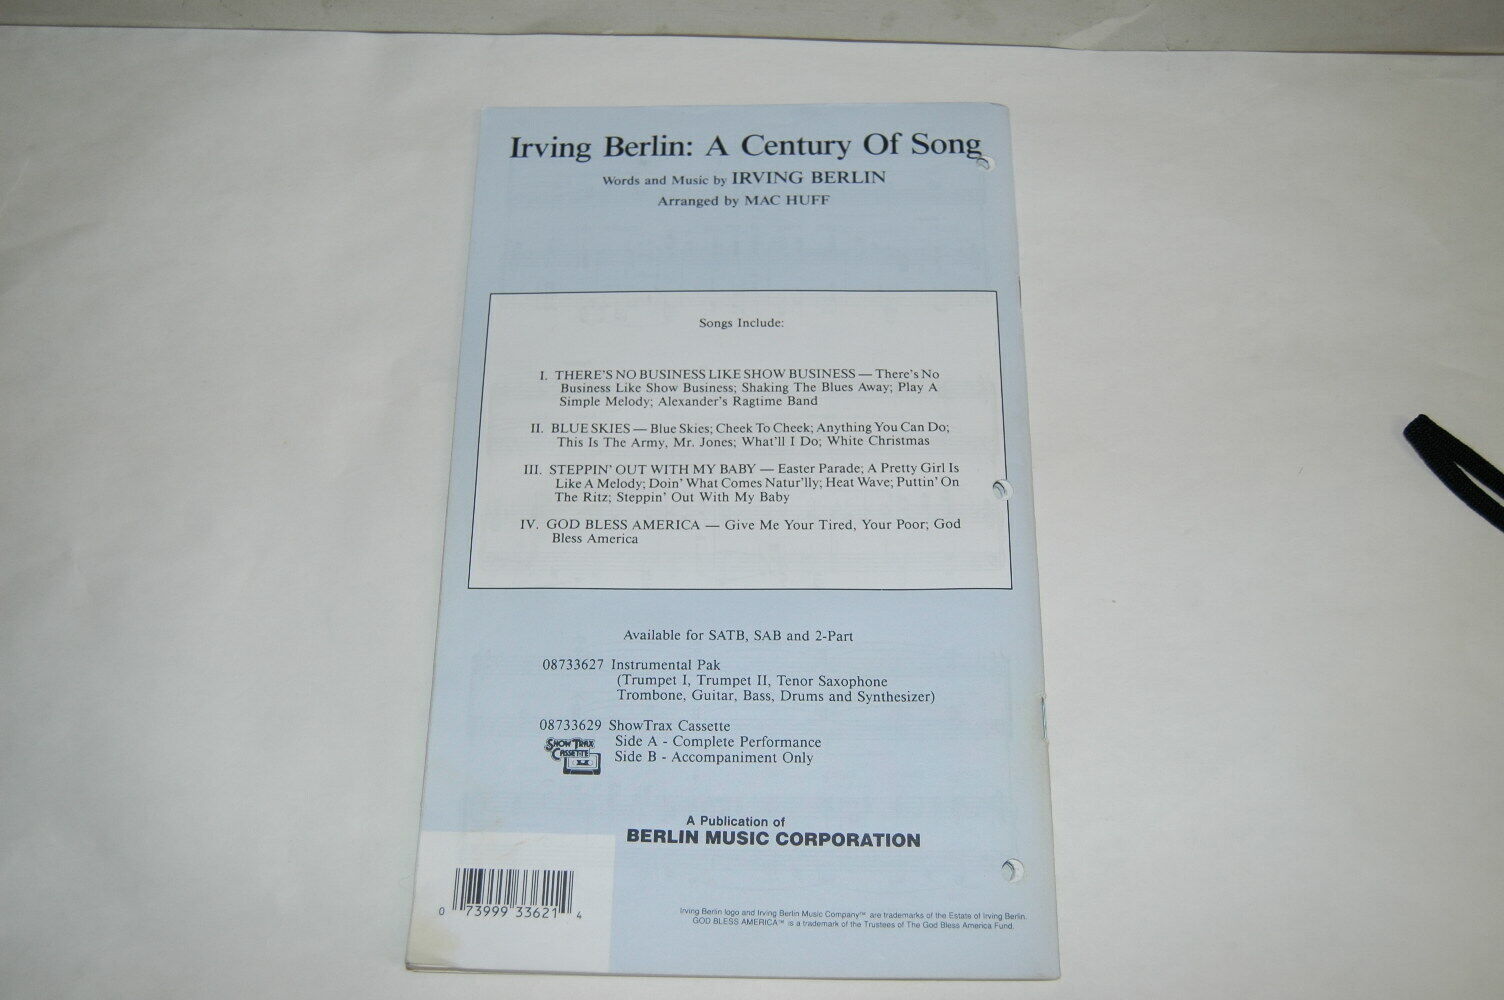 Irving Berlin: A Century Of Song
Words and Music by IRVING BERLIN
Arranged by MAC HUFF
Songs Include:
I. THERE'S NO BUSINESS LIKE SHOW BUSINESS — There's No
Business Like Show Business; Shaking The Blues Away; Play A
Simple Melody; Alexander's Ragtime Band
II. BLUE SKIES — Blue Skies; Cheek To Cheek; Anything You Can Do;
This Is The Army, Mr. Jones; What'll I Do; White Christmas
III. STEPPIN' OUT WITH MY BABY — Easter Parade; A Pretty Girl Is
Like A Melody; Doin' What Comes Natur'lly; Heat Wave; Puttin' On
The Ritz; Steppin' Out With My Baby
IV. GOD BLESS AMERICA — Give Me Your Tired, Your Poor; God
Bless America
Available for SATB, SAB and 2-Part
08733627 Instrumental Pak
(Trumpet I, Trumpet II, Tenor Saxophone
Trombone, Guitar, Bass, Drums and Synthesizer)
08733629 ShowTrax Cassette
Side A - Complete Performance
Side B - Accompaniment Only
SHOW TRAX
CASSETTE
A Publication of
BERLIN MUSIC CORPORATION
0 73999 33621 4
Irving Berlin logo and Irving Berlin Music Company™ are trademarks of the Estate of Irving Berlin.
GOD BLESS AMERICA™ is a trademark of the Trustees of The God Bless America Fund.